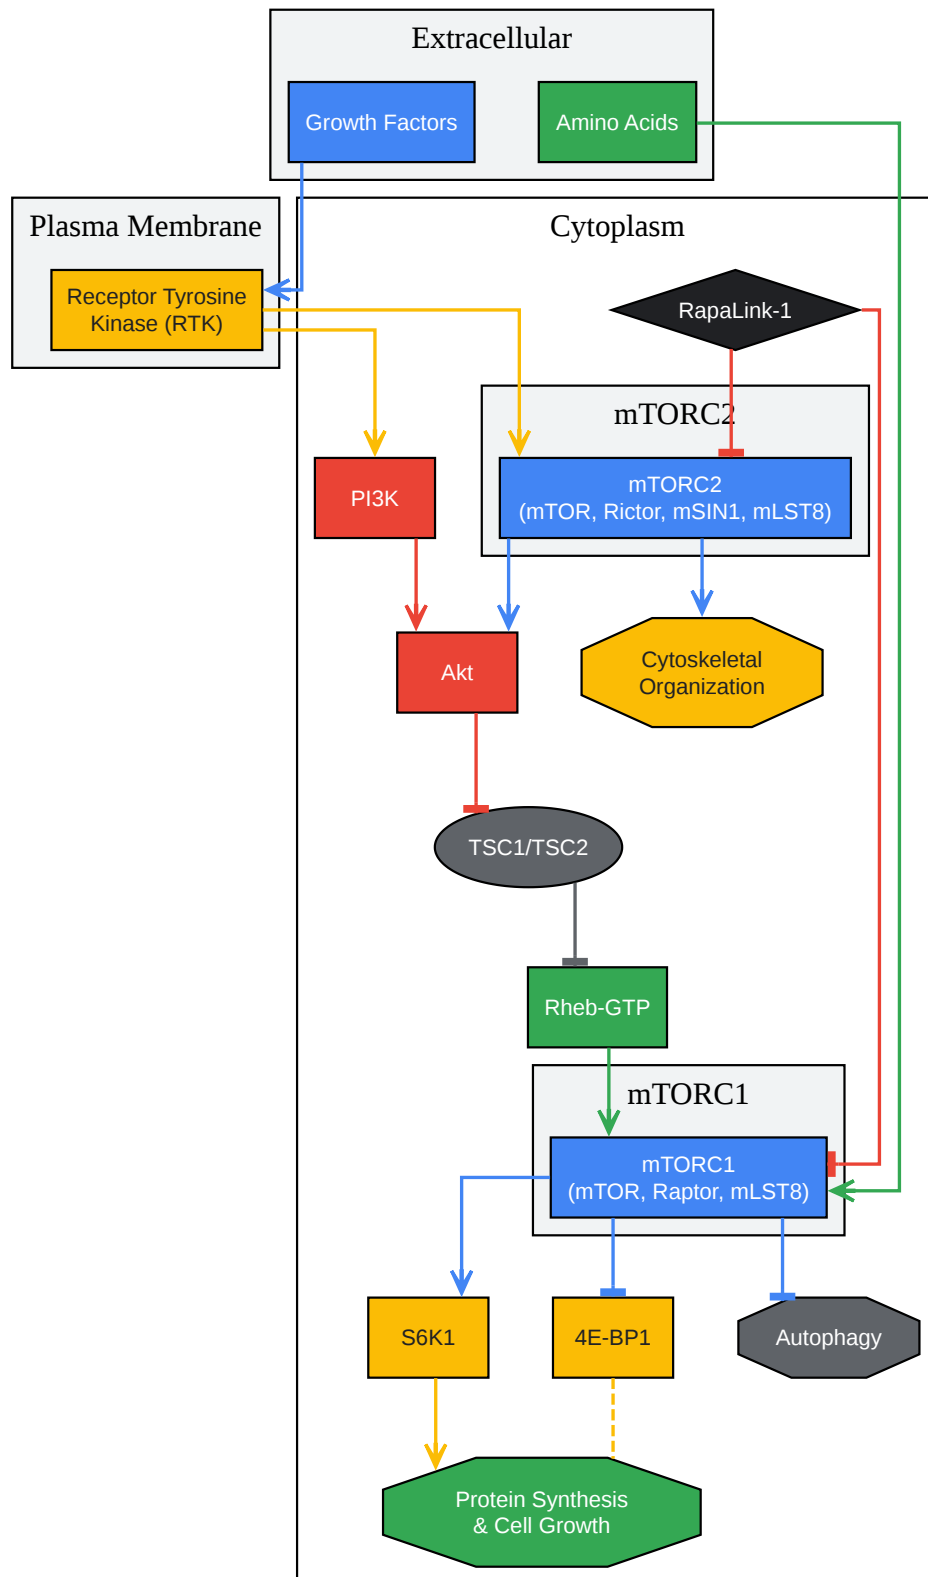 Extracellular
Growth Factors
Amino Acids
Plasma Membrane
Cytoplasm
Receptor Tyrosine
Kinase (RTK)
RapaLink-1
mTORC2
PI3K
mTORC2
(mTOR, Rictor, mSIN1, mLST8)
Akt
Cytoskeletal
Organization
TSC1/TSC2
Rheb-GTP
mTORC1
mTORC1
(mTOR, Raptor, mLST8)
S6K1
4E-BP1
Autophagy
Protein Synthesis
& Cell Growth